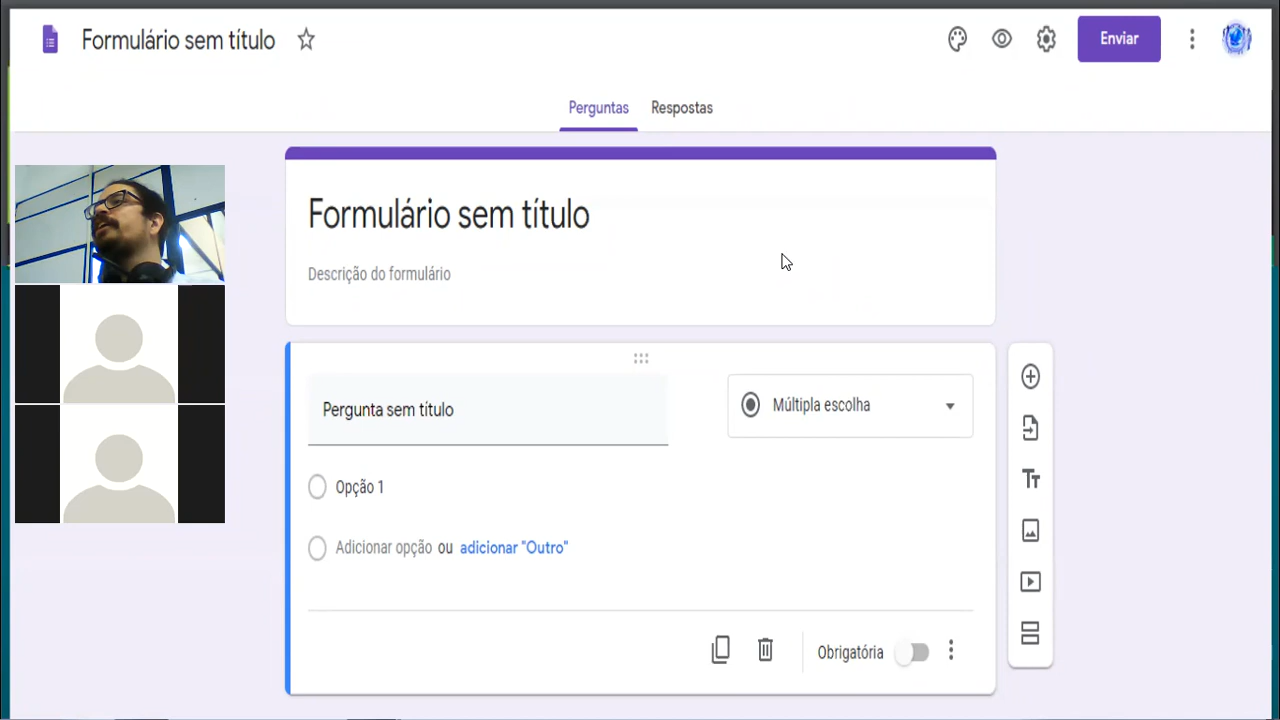 Formulário sem título
Enviar
Perguntas Respostas
Formulário sem título
Descrição do formulário
Pergunta sem título
Múltipla escolha
Opção 1
Adicionar opção ou adicionar "Outro"
Tт
Obrigatória